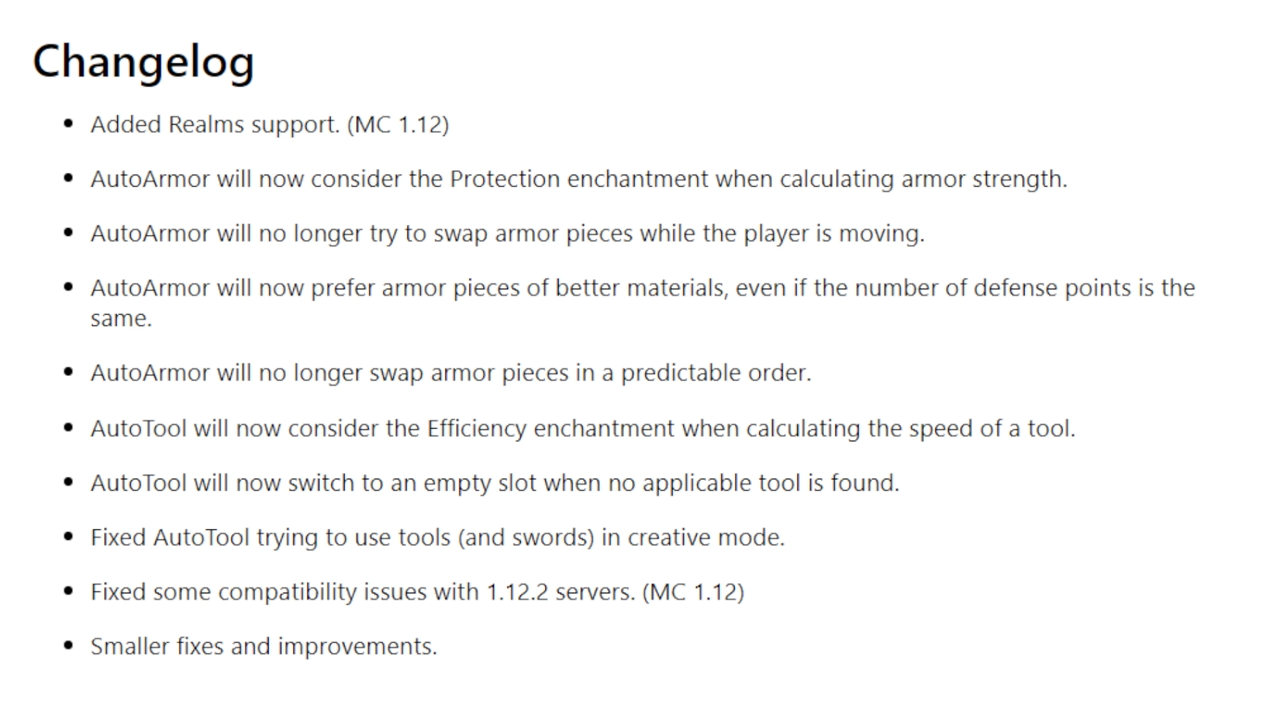 Changelog
• Added Realms support. (MC 1.12)
• AutoArmor will now consider the Protection enchantment when calculating armor strength.
• AutoArmor will no longer try to swap armor pieces while the player is moving.
• AutoArmor will now prefer armor pieces of better materials, even if the number of defense points is the
same.
• AutoArmor will no longer swap armor pieces in a predictable order.
• AutoTool will now consider the Efficiency enchantment when calculating the speed of a tool.
• AutoTool will now switch to an empty slot when no applicable tool is found.
• Fixed AutoTool trying to use tools (and swords) in creative mode.
• Fixed some compatibility issues with 1.12.2 servers. (MC 1.12)
• Smaller fixes and improvements.